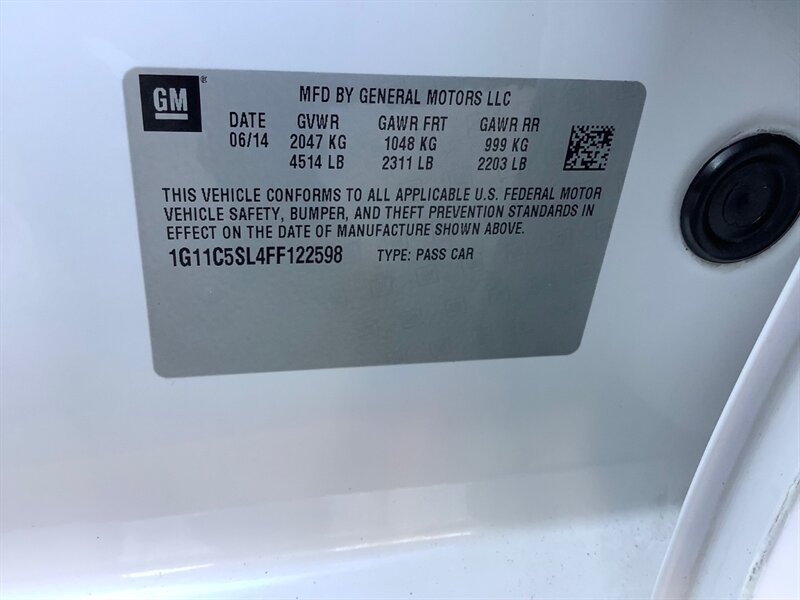 GM®
MFD BY GENERAL MOTORS LLC
DATE GVWR GAWR FRT GAWR RR
06/14 2047 KG 1048 KG 999 KG
4514 LB 2311 LB 2203 LB
THIS VEHICLE CONFORMS TO ALL APPLICABLE U.S. FEDERAL MOTOR
VEHICLE SAFETY, BUMPER, AND THEFT PREVENTION STANDARDS IN
EFFECT ON THE DATE OF MANUFACTURE SHOWN ABOVE.
1G11C5SL4FF122598 TYPE: PASS CAR